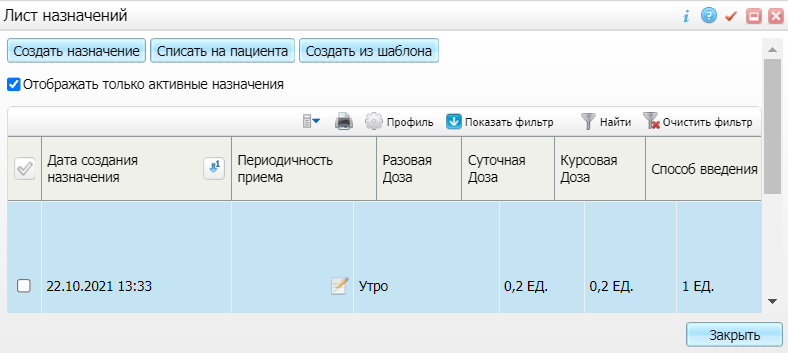 Лист назначений
Создать назначение Списать на пациента Создать из шаблона
Отображать только активные назначения
Профиль Показать фильтр Найти Очистить фильтр
Дата создания назначения 1 Периодичность приема Разовая Доза Суточная Доза Курсовая Доза Способ введения
22.10.2021 13:33 Утро 0,2 ЕД. 0,2 ЕД. 1 ЕД.
Закрыть